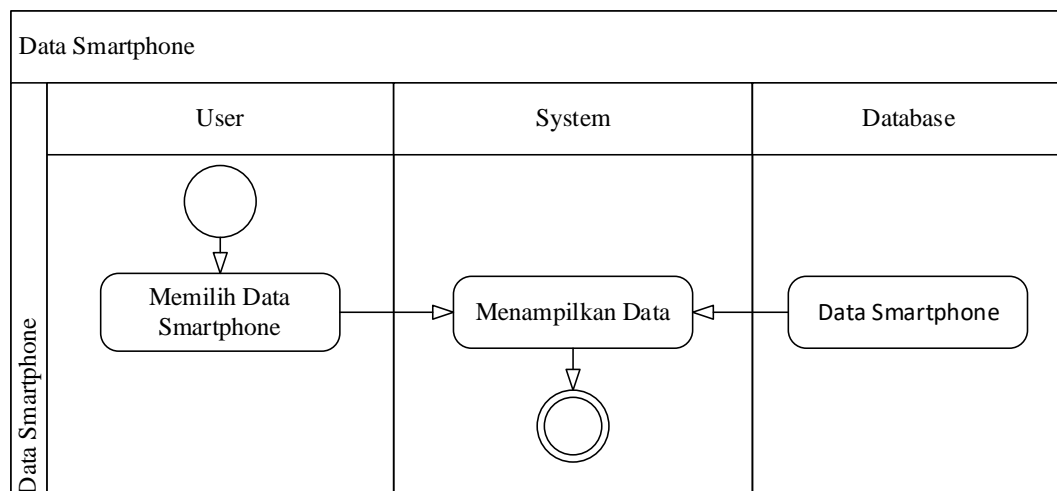 Data Smartphone
User
System
Database
Data Smartphone
Memilih Data
Smartphone
Menampilkan Data
Data Smartphone